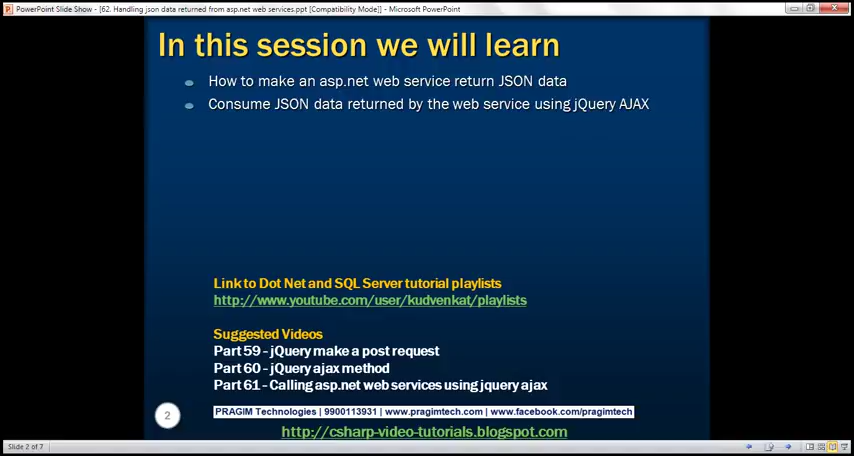 PowerPoint Slide Show - [62. Handling json data returned from asp.net web services.ppt [Compatibility Mode]] - Microsoft PowerPoint
In this session we will learn
How to make an asp.net web service return JSON data
Consume JSON data returned by the web service using jQuery AJAX
Link to Dot Net and SQL Server tutorial playlists
http://www.youtube.com/user/kudvenkat/playlists
Suggested Videos
Part 59 - jQuery make a post request
Part 60 - jQuery ajax method
Part 61 - Calling asp.net web services using jquery ajax
2
PRAGIM Technologies | 9900113931 | www.pragimtech.com | www.facebook.com/pragimtech
http://csharp-video-tutorials.blogspot.com
Slide 2 of 7